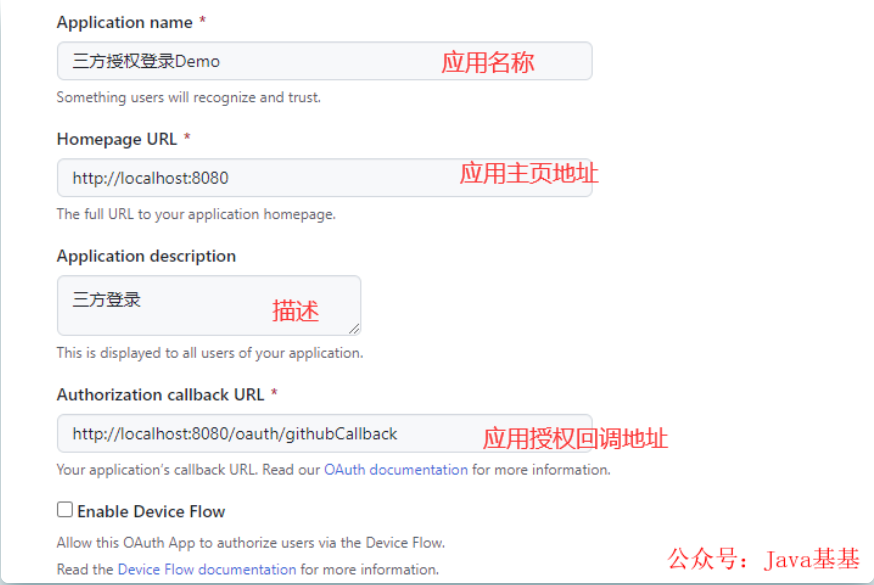 Application name *
三方授权登录Demo 应用名称
Something users will recognize and trust.
Homepage URL *
http://localhost:8080 应用主页地址
The full URL to your application homepage.
Application description
三方登录 描述
This is displayed to all users of your application.
Authorization callback URL *
http://localhost:8080/oauth/githubCallback 应用授权回调地址
Your application's callback URL. Read our OAuth documentation for more information.
Enable Device Flow
Allow this OAuth App to authorize users via the Device Flow.
Read the Device Flow documentation for more information.
公众号：Java基基